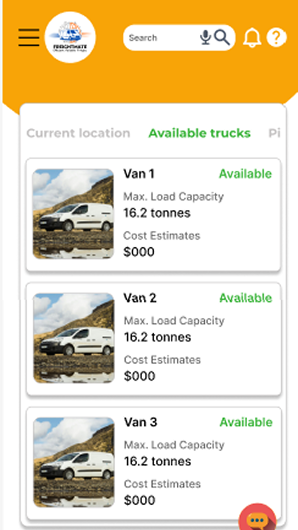 FREIGHTMATE
Search
Current location
Available trucks
Pi
Van 1
Available
Max. Load Capacity
16.2 tonnes
Cost Estimates
$000
Van 2
Available
Max. Load Capacity
16.2 tonnes
Cost Estimates
$000
Van 3
Available
Max. Load Capacity
16.2 tonnes
Cost Estimates
$000